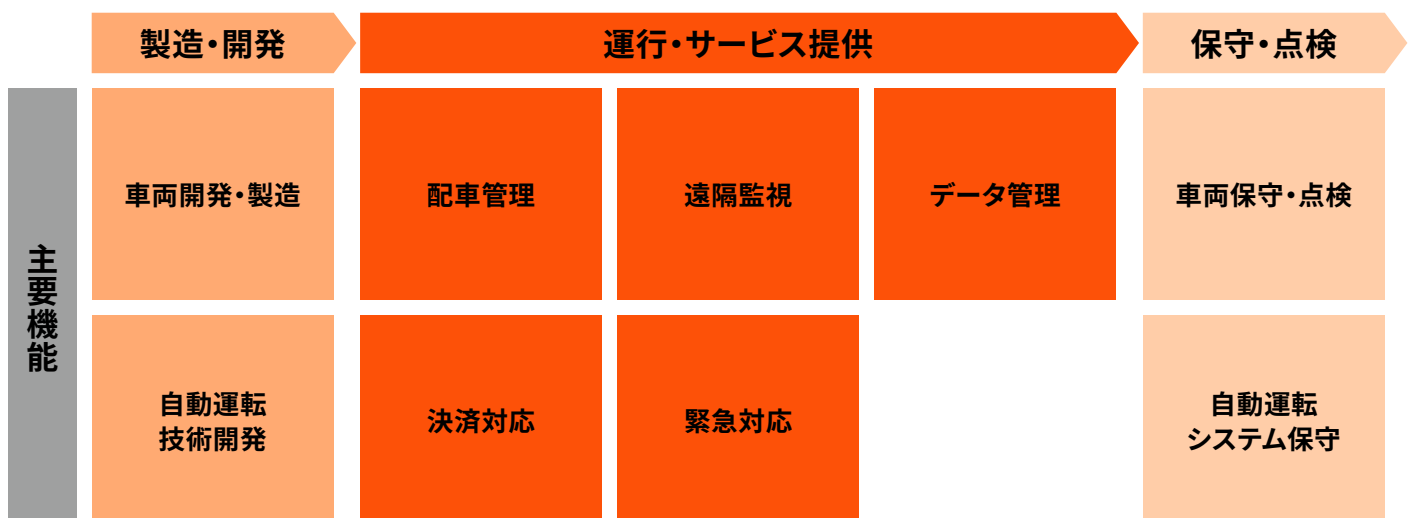 製造・開発
運行・サービス提供
保守・点検
主要機能
車両開発・製造
配車管理
遠隔監視
データ管理
車両保守・点検
自動運転
技術開発
決済対応
緊急対応
自動運転
システム保守